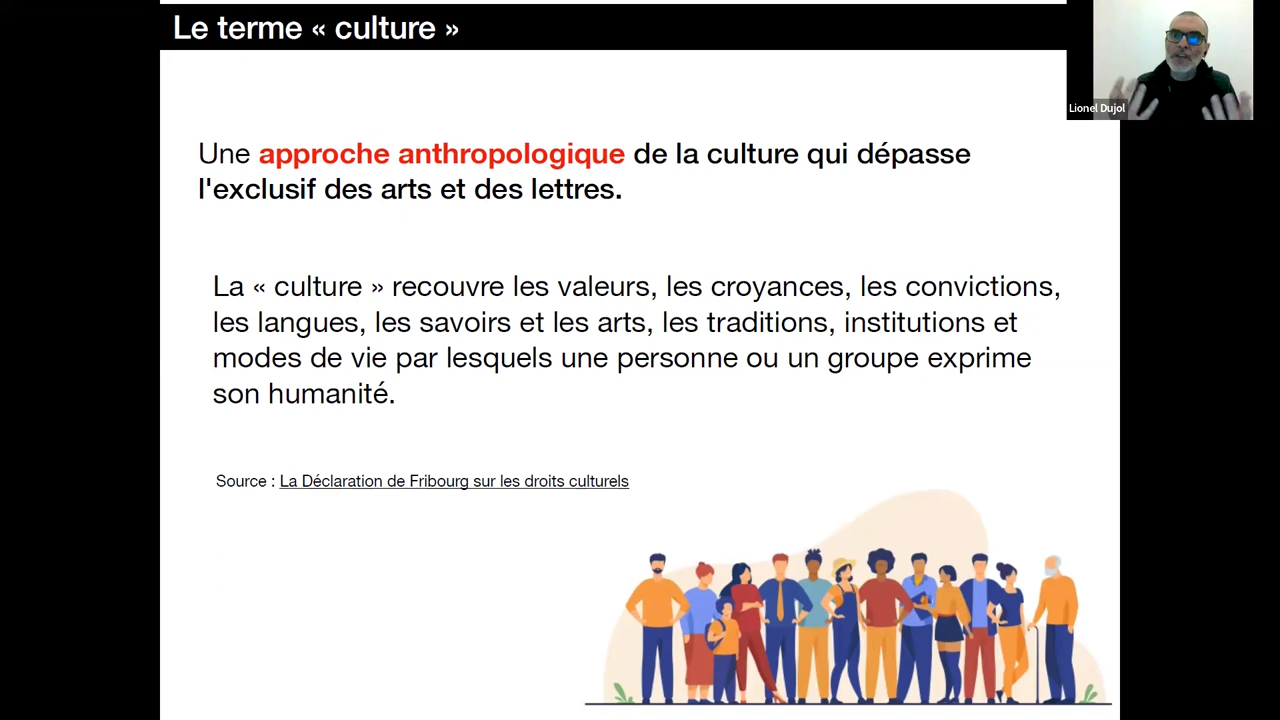 Le terme « culture »
Lionel Dujol
Une approche anthropologique de la culture qui dépasse
l'exclusif des arts et des lettres.
La « culture » recouvre les valeurs, les croyances, les convictions,
les langues, les savoirs et les arts, les traditions, institutions et
modes de vie par lesquels une personne ou un groupe exprime
son humanité.
Source : La Déclaration de Fribourg sur les droits culturels